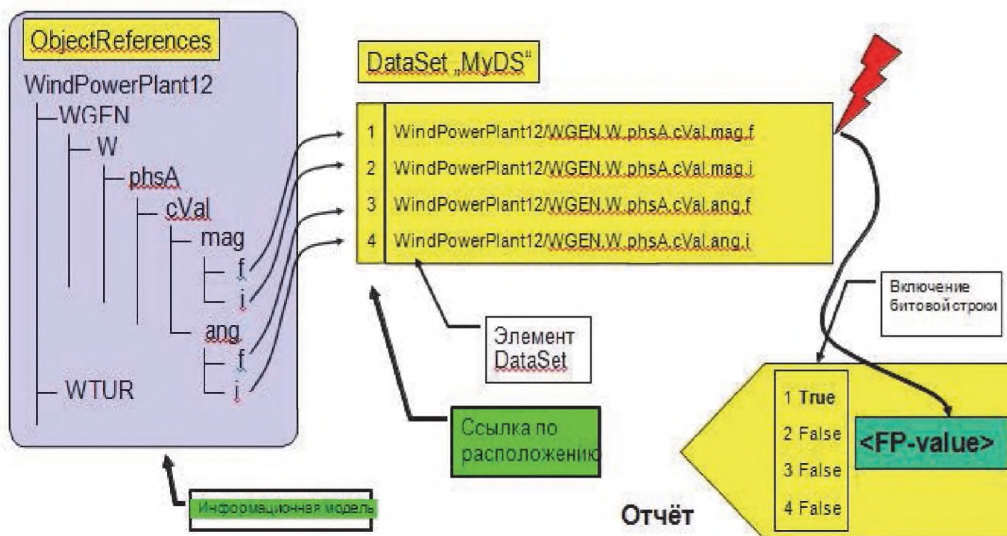 ObjectReferences
WindPowerPlant12
WGEN
W
phsA
cVal
mag
f
i
ang
f
i
WTUR
Информационная модель
DataSet „MyDS“
1 WindPowerPlant12/WGEN.W.phsA.cVal.mag.f
2 WindPowerPlant12/WGEN.W.phsA.cVal.mag.i
3 WindPowerPlant12/WGEN.W.phsA.cVal.ang.f
4 WindPowerPlant12/WGEN.W.phsA.cVal.ang.i
Элемент
DataSet
Ссылка по
расположению
Включение
битовой строки
1 True
2 False
3 False
4 False
<FP-value>
Отчёт